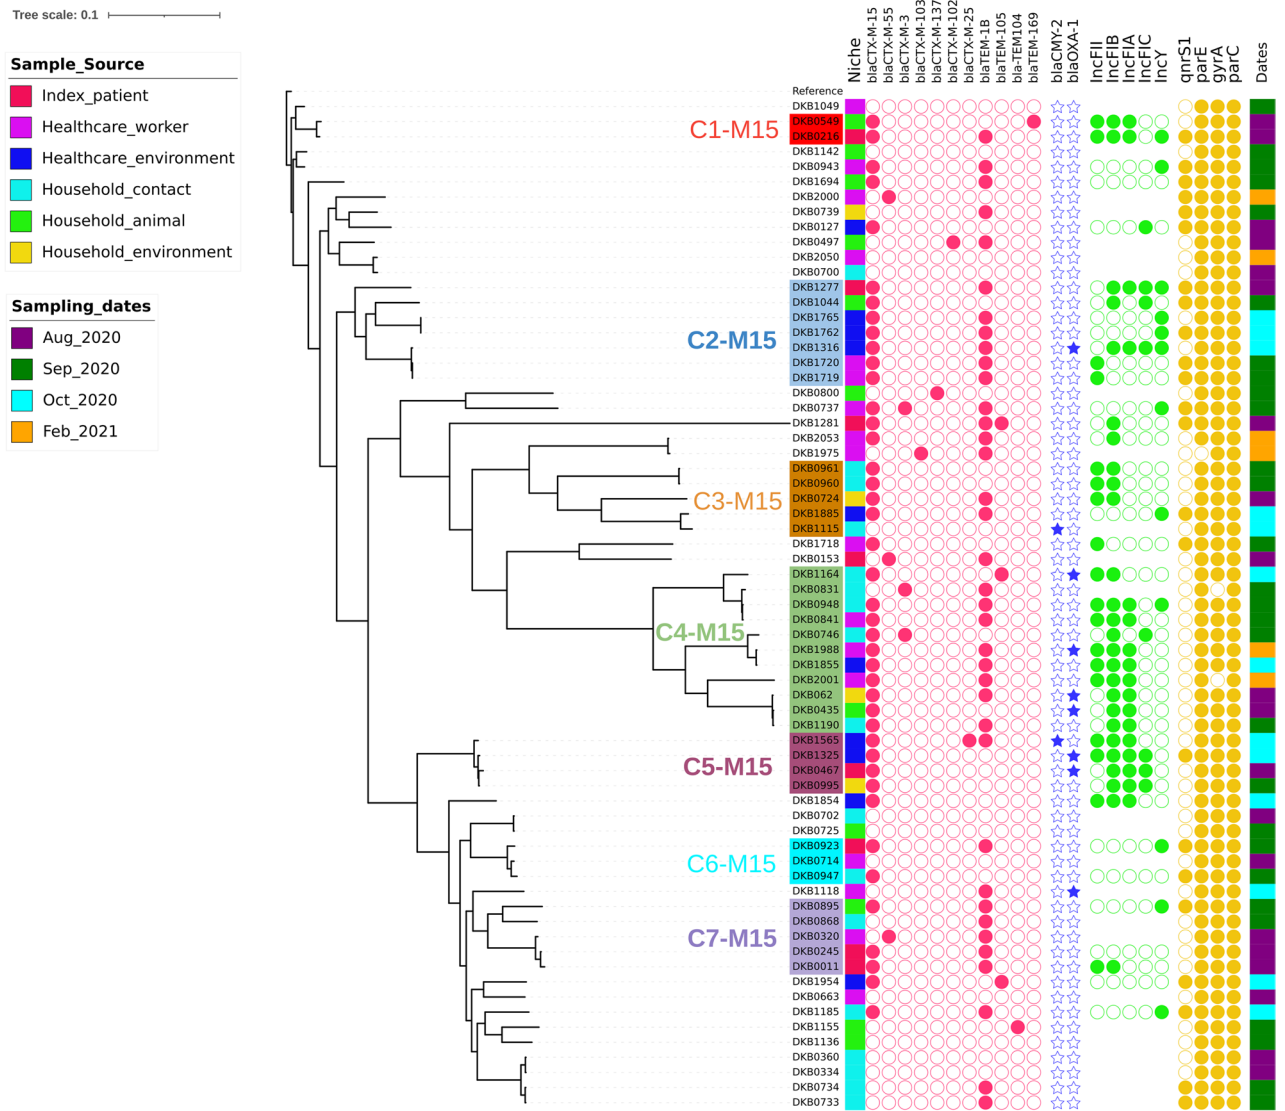 Tree scale: 0.1
Sample_Source
Index_patient
Healthcare_worker
Healthcare_environment
Household_contact
Household_animal
Household_environment
Sampling_dates
Aug_2020
Sep_2020
Oct_2020
Feb_2021
Niche
blaCTX-M-15
blaCTX-M-55
blaCTX-M-3
blaCTX-M-103
blaCTX-M-137
blaCTX-M-102
blaCTX-M-25
blaTEM-1B
blaTEM-105
bla-TEM104
blaTEM-169
blaCMY-2
blaOXA-1
IncFII
IncFIB
IncFIA
IncFIC
IncY
qnrS1
parE
gyrA
parC
Dates
Reference
DKB1049
C1-M15
DKB0549
DKB0216
DKB1142
DKB0943
DKB1694
DKB2000
DKB0739
DKB0127
DKB0497
DKB2050
DKB0700
DKB1277
DKB1044
DKB1765
C2-M15
DKB1762
DKB1316
DKB1720
DKB1719
DKB0800
DKB0737
DKB1281
DKB2053
DKB1975
DKB0961
DKB0960
C3-M15
DKB0724
DKB1885
DKB1115
DKB1718
DKB0153
DKB1164
DKB0831
DKB0948
DKB0841
C4-M15
DKB0746
DKB1988
DKB1855
DKB2001
DKB062
DKB0435
DKB1190
DKB1565
DKB1325
C5-M15
DKB0467
DKB0995
DKB1854
DKB0702
DKB0725
DKB0923
C6-M15
DKB0714
DKB0947
DKB1118
DKB0895
DKB0868
C7-M15
DKB0320
DKB0245
DKB0011
DKB1954
DKB0663
DKB1185
DKB1155
DKB1136
DKB0360
DKB0334
DKB0734
DKB0733